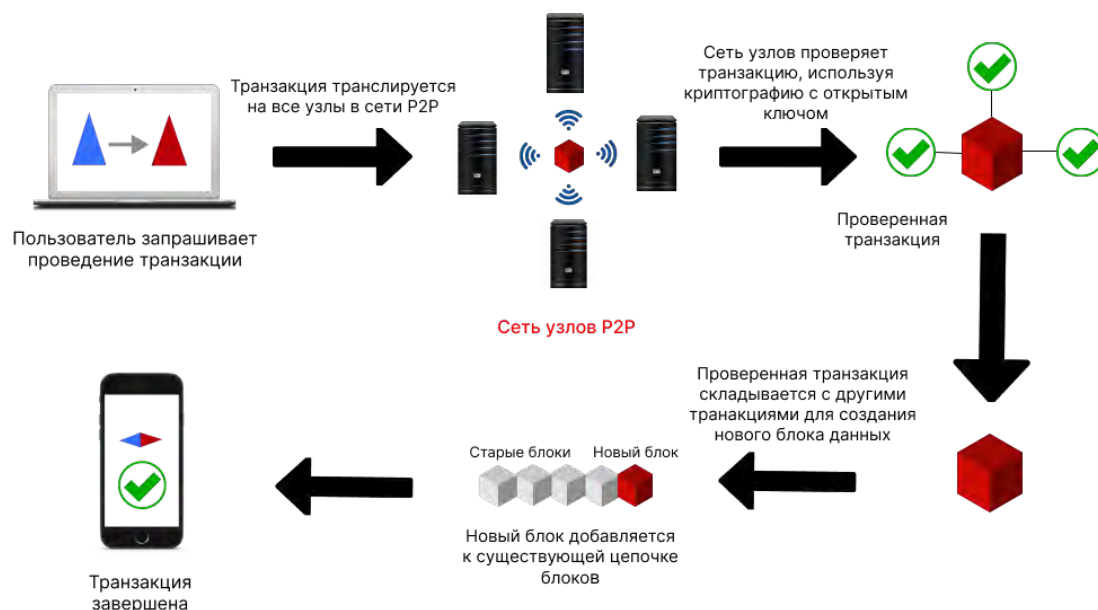 Транзакция транслируется
на все узлы в сети P2P
Сеть узлов проверяет
транзакцию, используя
криптографию с открытым
ключом
Пользователь запрашивает
проведение транзакции
Проверенная
транзакция
Сеть узлов P2P
Проверенная транзакция
складывается с другими
транакциями для создания
нового блока данных
Старые блоки
Новый блок
Новый блок добавляется
к существующей цепочке
блоков
Транзакция
завершена